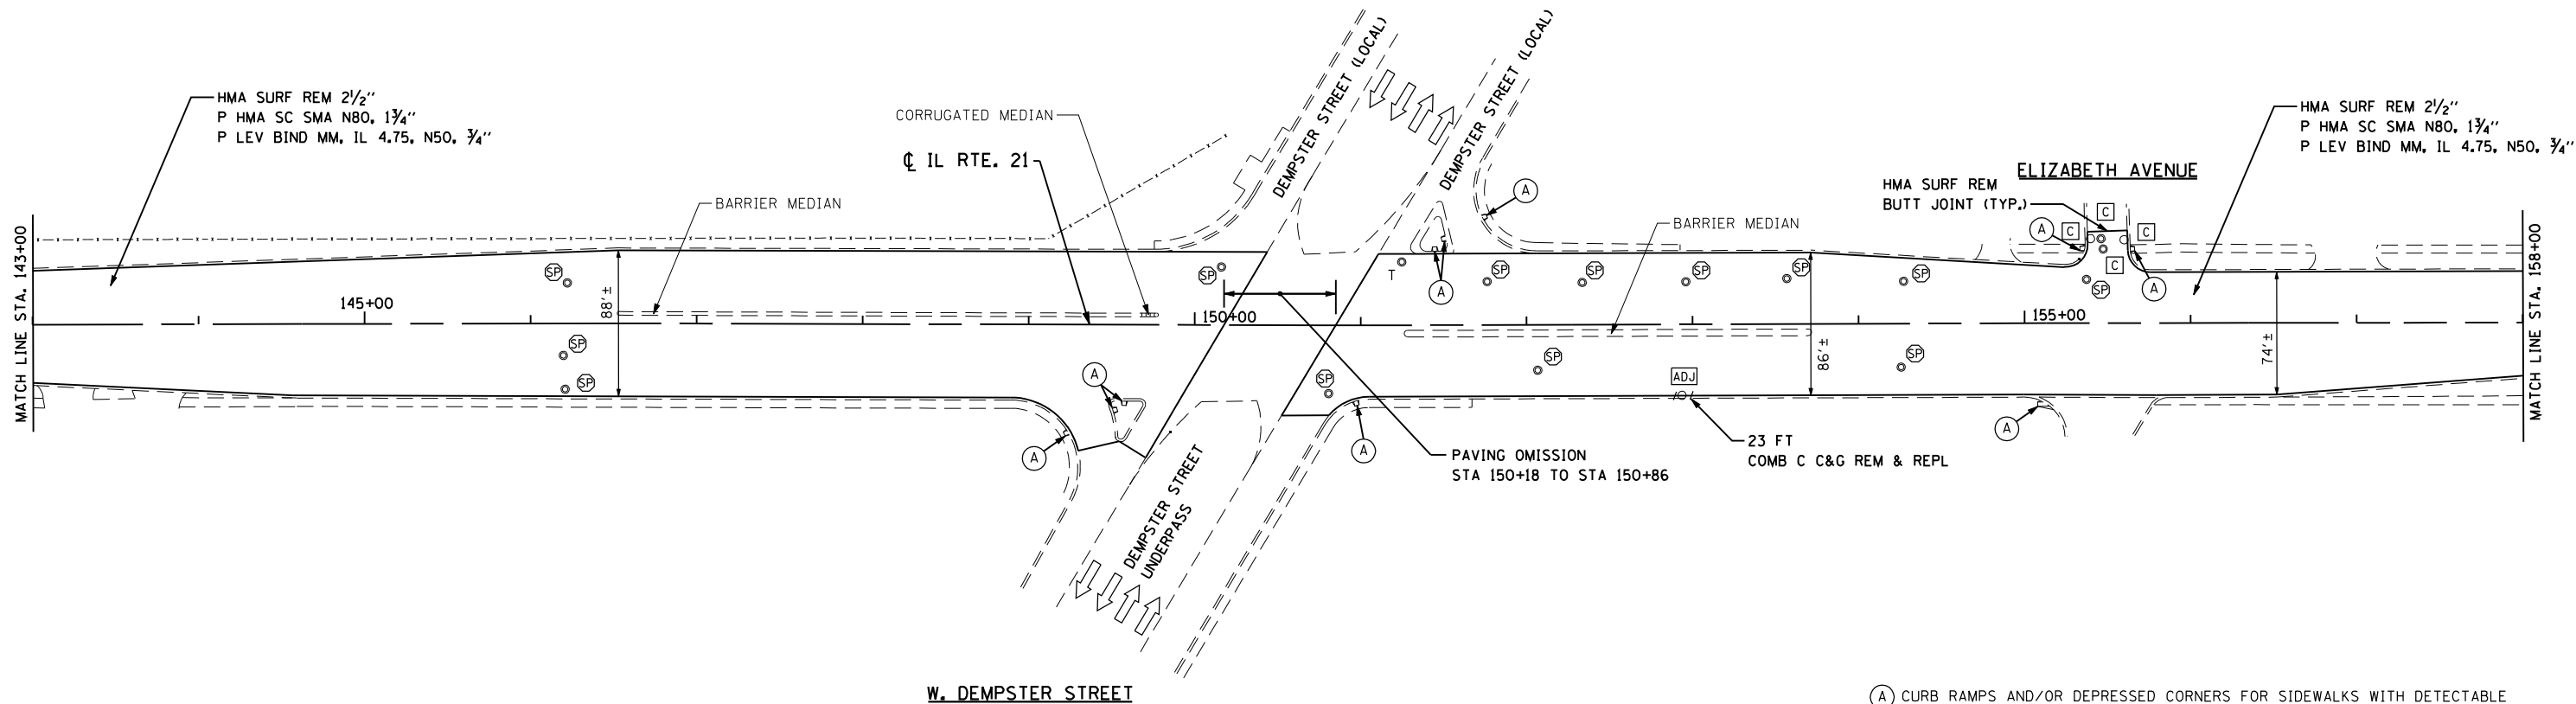 HMA SURF REM 2½"
P HMA SC SMA N80, 1¾"
P LEV BIND MM, IL 4.75, N50, ¾"
CORRUGATED MEDIAN
℄ IL RTE. 21
BARRIER MEDIAN
DEMPSTER STREET (LOCAL)
DEMPSTER STREET (LOCAL)
A
BARRIER MEDIAN
HMA SURF REM
BUTT JOINT (TYP.)
ELIZABETH AVENUE
HMA SURF REM 2½"
P HMA SC SMA N80, 1¾"
P LEV BIND MM, IL 4.75, N50, ¾"
C
A
C
C
C
A
SP
MATCH LINE STA. 143+00
145+00
SP
88'±
SP
SP
SP
150+00
T
A
SP
SP
SP
SP
SP
155+00
MATCH LINE STA. 158+00
A
A
SP
SP
ADJ
86'±
SP
74'±
A
A
23 FT
COMB C C&G REM & REPL
PAVING OMISSION
STA 150+18 TO STA 150+86
DEMPSTER STREET
UNDERPASS
W. DEMPSTER STREET
A CURB RAMPS AND/OR DEPRESSED CORNERS FOR SIDEWALKS WITH DETECTABLE